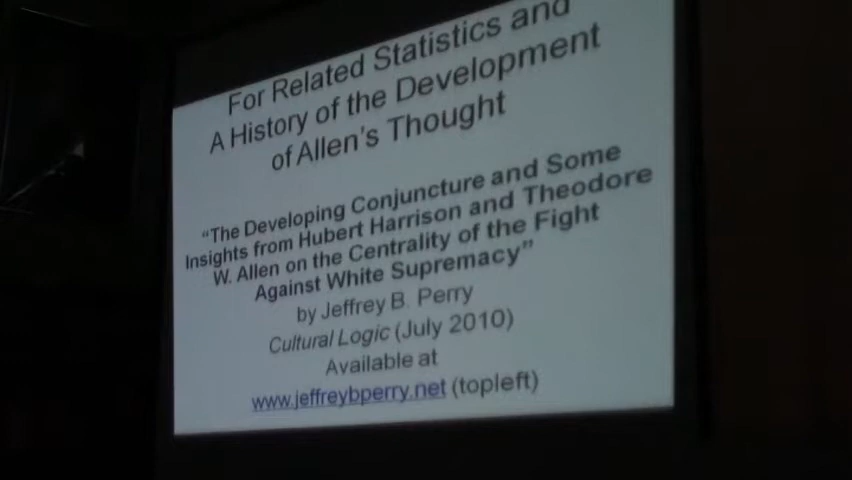 For Related Statistics and
A History of the Development
of Allen's Thought
"The Developing Conjuncture and Some
Insights from Hubert Harrison and Theodore
W. Allen on the Centrality of the Fight
Against White Supremacy"
by Jeffrey B. Perry
Cultural Logic (July 2010)
Available at
www.jeffreybperry.net (topleft)